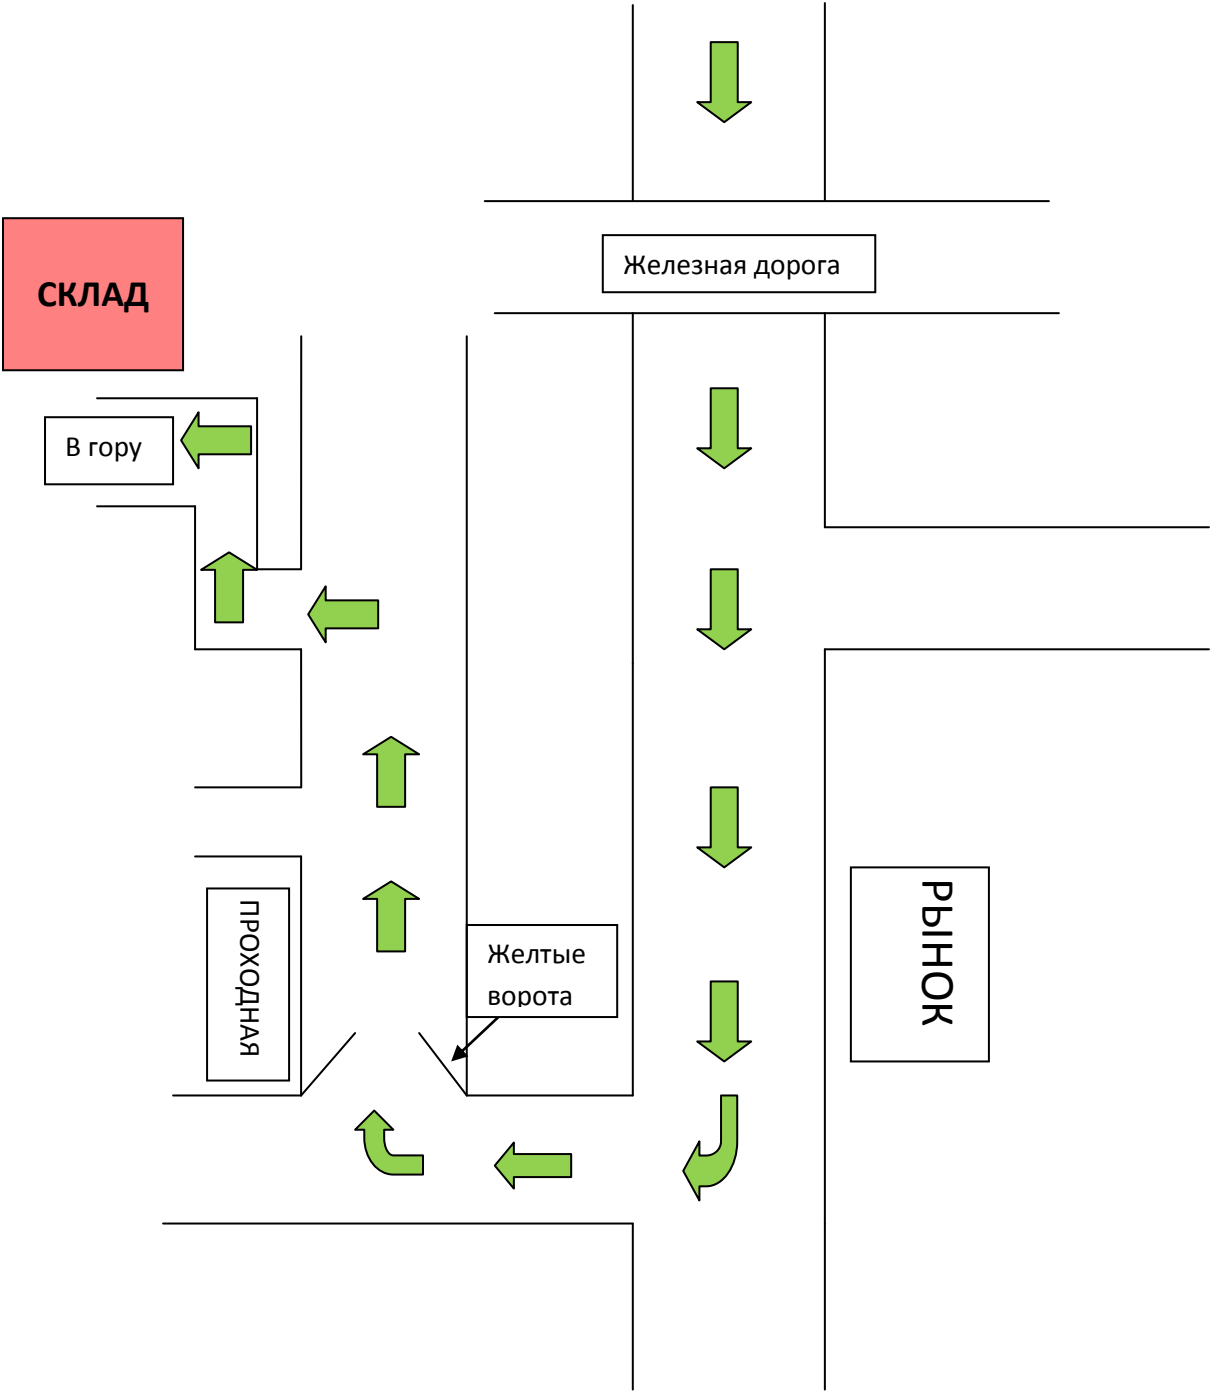 Железная дорога
СКЛАД
В гору
РЫНОК
ПРОХОДНАЯ
Желтые
ворота